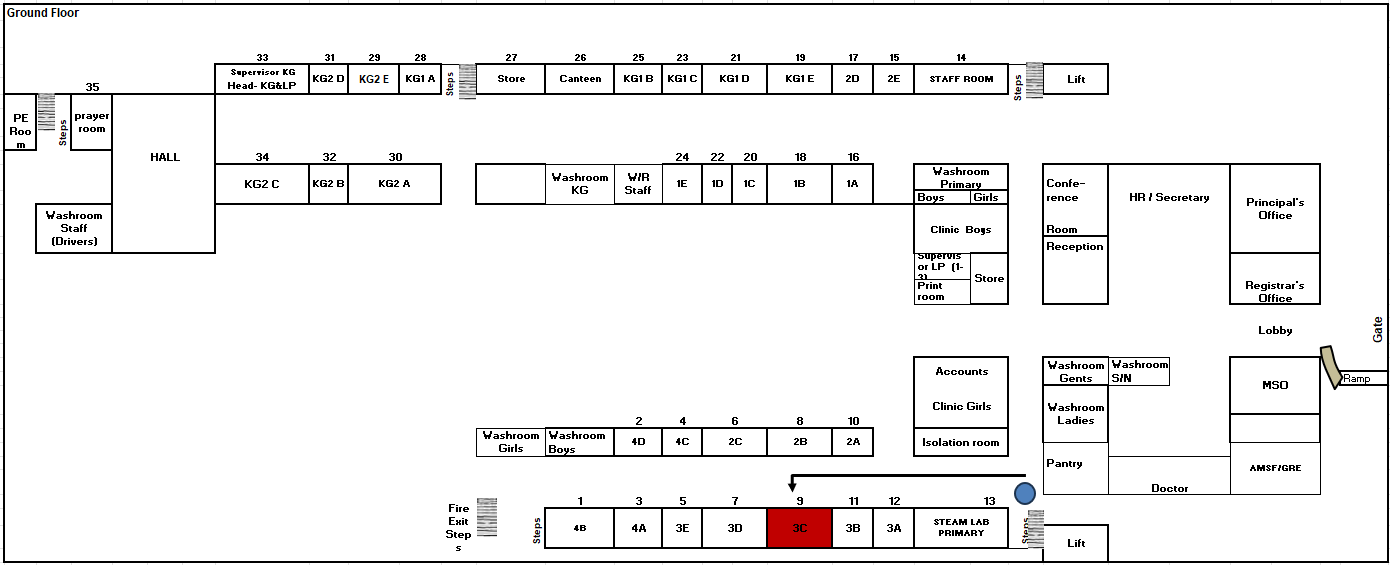 Ground Floor
33 31 29 28 27 26 25 23 21 19 17 15 14
Supervisor KG
Head- KG&LP
KG2 D
KG2 E
KG1 A
Steps
Store
Canteen
KG1 B
KG1 C
KG1 D
KG1 E
2D
2E
STAFF ROOM
Steps
Lift
35
PE
Roo
m
Steps
prayer
room
HALL
34 32 30 24 22 20 18 16
KG2 C
KG2 B
KG2 A
Washroom
KG
W/R
Staff
1E
1D
1C
1B
1A
Washroom
Primary
Boys
Girls
Confe-
rence
Room
HR / Secretary
Principal's
Office
Washroom
Staff
(Drivers)
Clinic Boys
Reception
Supervis
or LP (1-
3)
Print
room
Store
Registrar's
Office
Lobby
Gate
Ramp
Accounts
Clinic Girls
Isolation room
Washroom
Gents
Washroom
S/N
MSO
Washroom
Ladies
2 4 6 8 10
Washroom
Girls
Washroom
Boys
4D
4C
2C
2B
2A
Pantry
Doctor
AMSF/GRE
1 3 5 7 9 11 12 13
Fire
Exit
Step
s
Steps
4B
4A
3E
3D
3C
3B
3A
STEAM LAB
PRIMARY
Steps
Lift